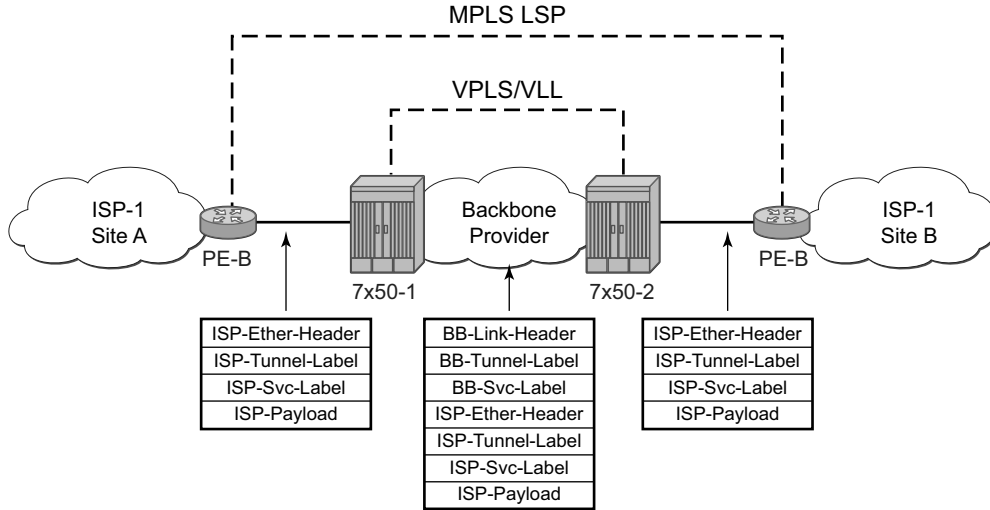 MPLS LSP
VPLS/VLL
ISP-1
Site A
PE-B
7x50-1
Backbone
Provider
7x50-2
PE-B
ISP-1
Site B
ISP-Ether-Header
ISP-Tunnel-Label
ISP-Svc-Label
ISP-Payload
BB-Link-Header
BB-Tunnel-Label
BB-Svc-Label
ISP-Ether-Header
ISP-Tunnel-Label
ISP-Svc-Label
ISP-Payload
ISP-Ether-Header
ISP-Tunnel-Label
ISP-Svc-Label
ISP-Payload